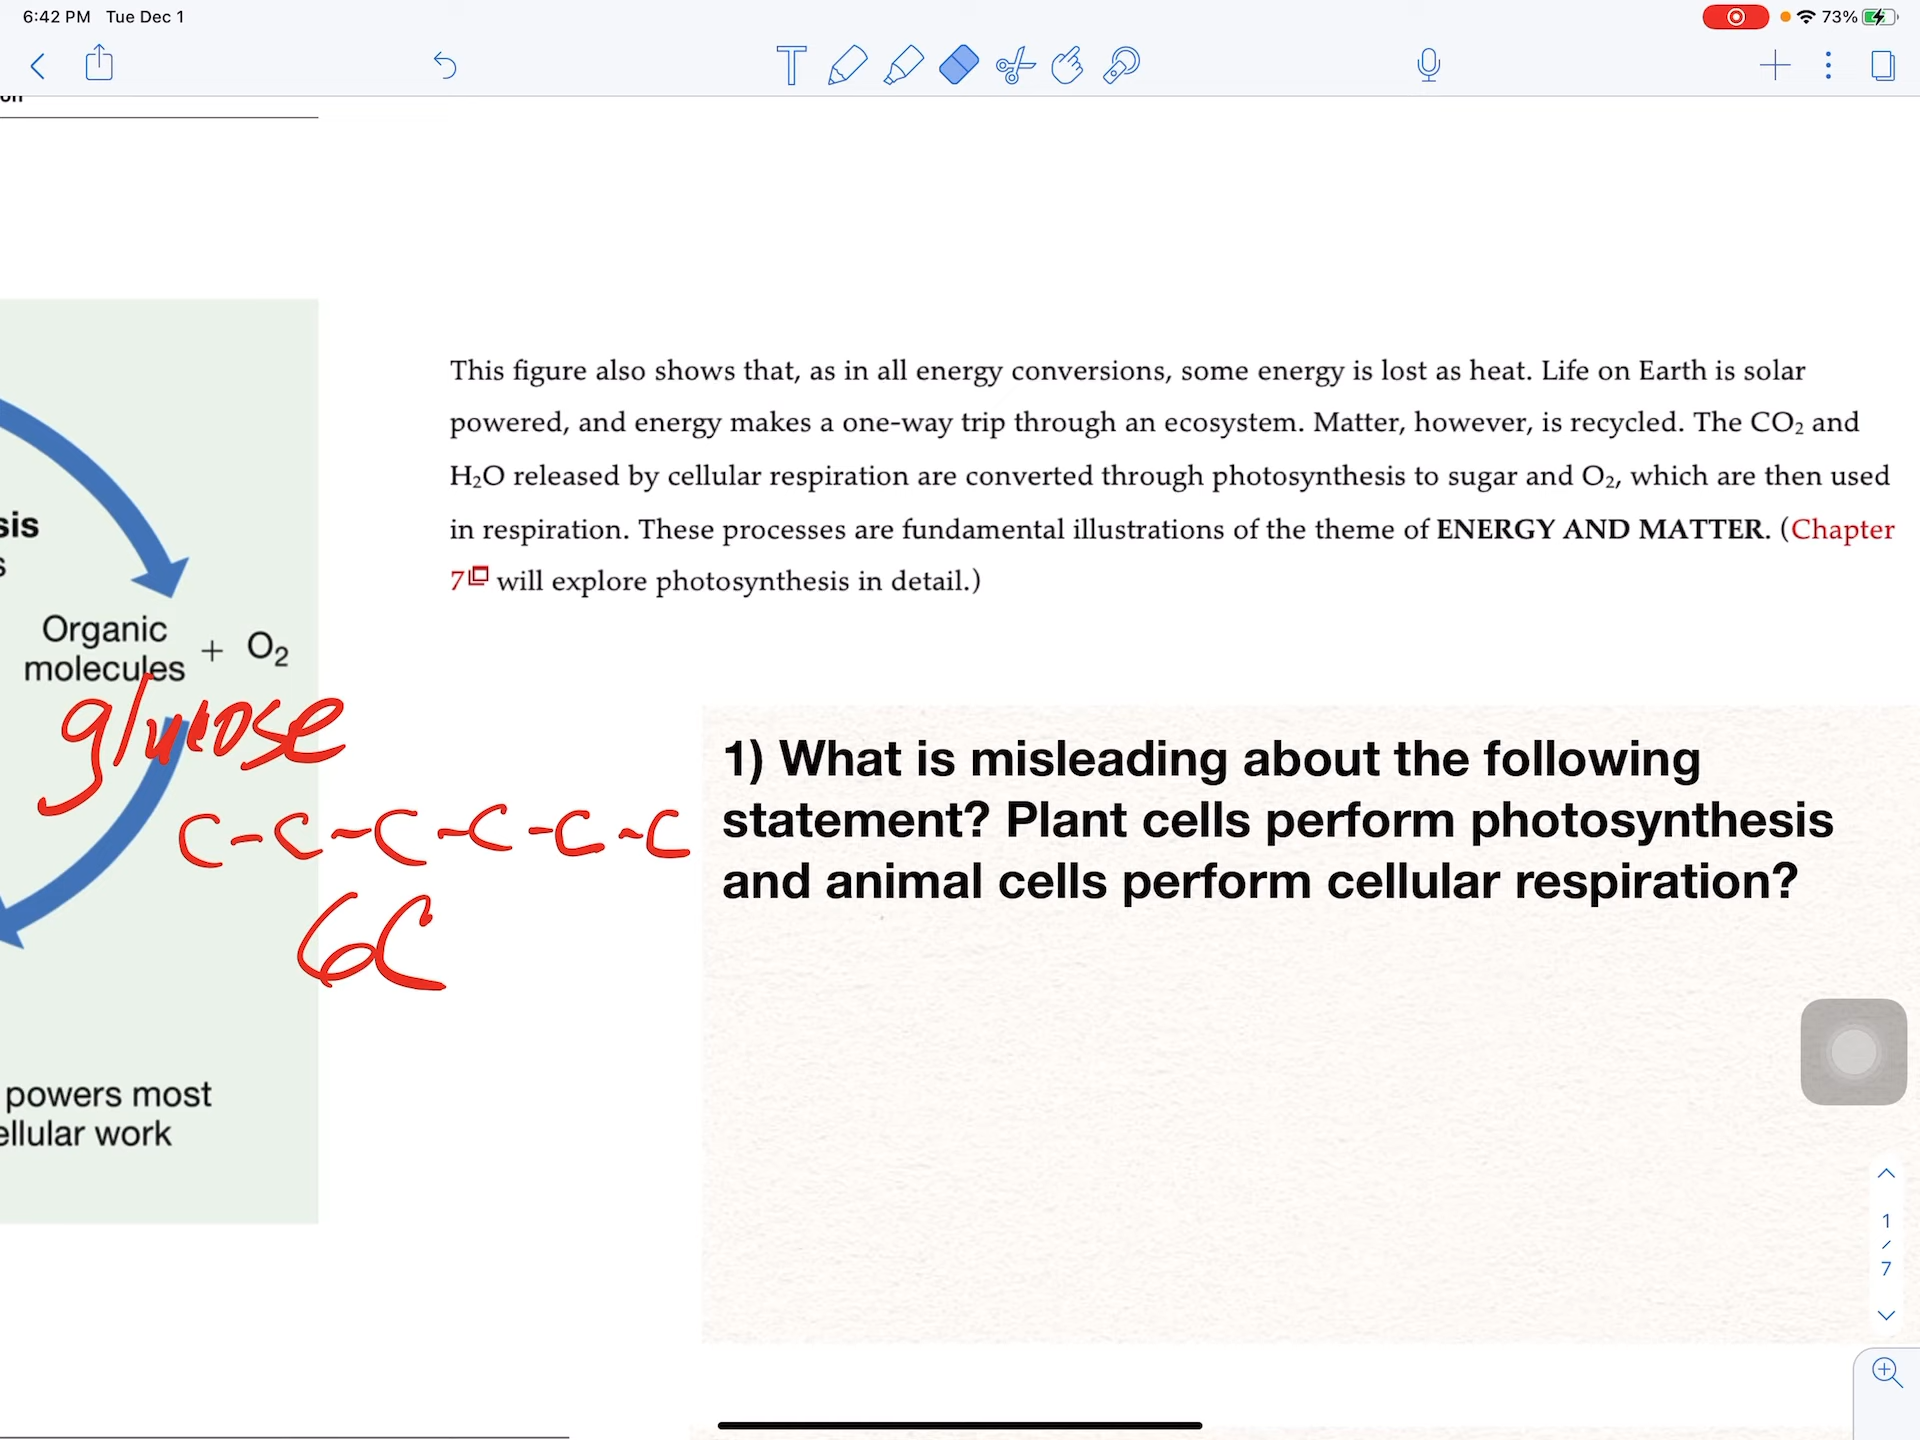 6:42 PM Tue Dec 1
73%
on
This figure also shows that, as in all energy conversions, some energy is lost as heat. Life on Earth is solar
powered, and energy makes a one-way trip through an ecosystem. Matter, however, is recycled. The CO₂ and
H₂O released by cellular respiration are converted through photosynthesis to sugar and O₂, which are then used
in respiration. These processes are fundamental illustrations of the theme of ENERGY AND MATTER. (Chapter
7 will explore photosynthesis in detail.)
sis
s
Organic
molecules
+ O₂
glucose
C-C-C-C-C-C
6C
powers most
ellular work
1) What is misleading about the following
statement? Plant cells perform photosynthesis
and animal cells perform cellular respiration?
1
/
7